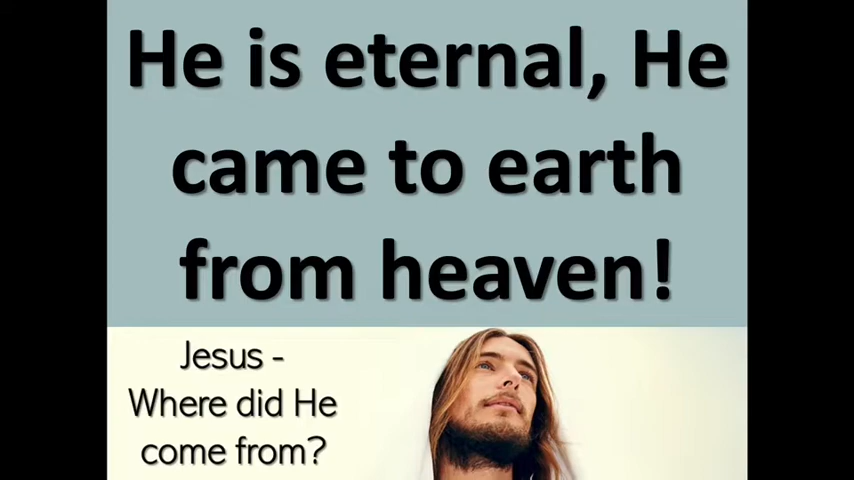 He is eternal, He
came to earth
from heaven!
Jesus -
Where did He
come from?